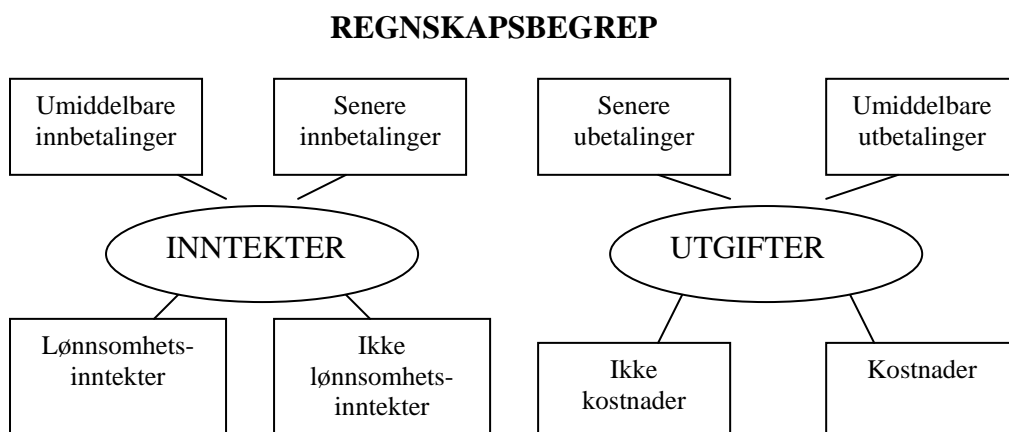 REGNSKAPSBEGREP
Umiddelbare
innbetalinger
Senere
innbetalinger
Senere
ubetalinger
Umiddelbare
utbetalinger
INNTEKTER
UTGIFTER
Lønnsomhets-
inntekter
Ikke
lønnsomhets-
inntekter
Ikke
kostnader
Kostnader